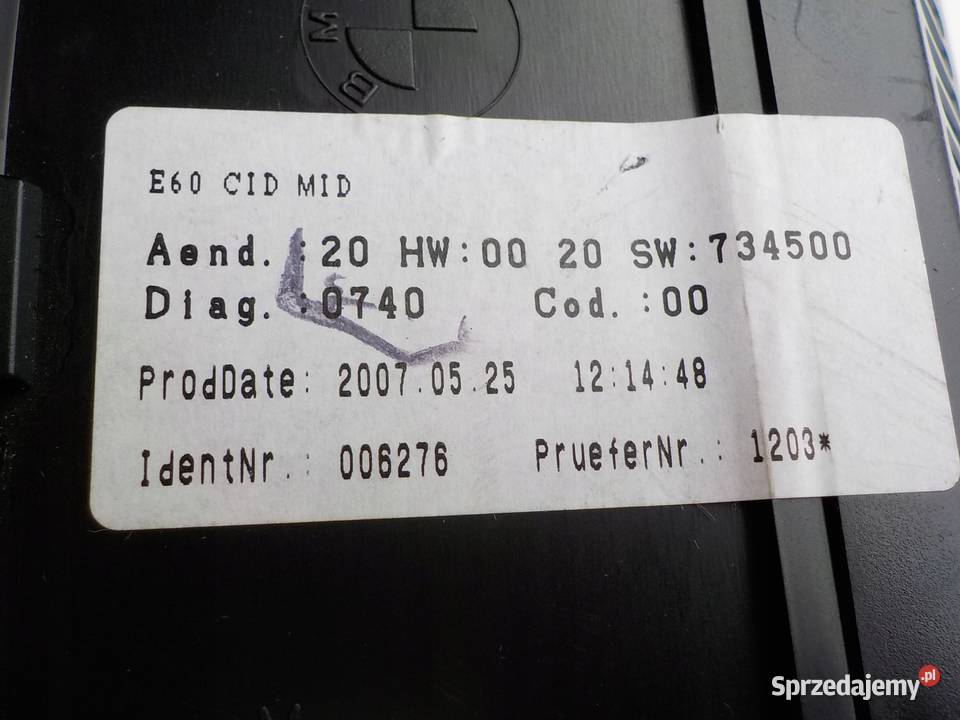 BM
E60 CID MID
Aend. :20 HW:00 20 SW:734500
Diag. :0740 Cod. :00
ProdDate: 2007.05.25 12:14:48
IdentNr. : 006276 PrueferNr. : 1203*
Sprzedajemy.pl